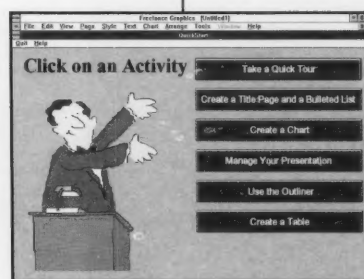 Freelance Graphics [Untitled1]
File Edit View Page Style Text Chart Arrange Tools Window Help
QuickStart
Quit Help
Click on an Activity
Take a Quick Tour
Create a Title Page and a Bulleted List
Create a Chart
Manage Your Presentation
Use the Outliner
Create a Table